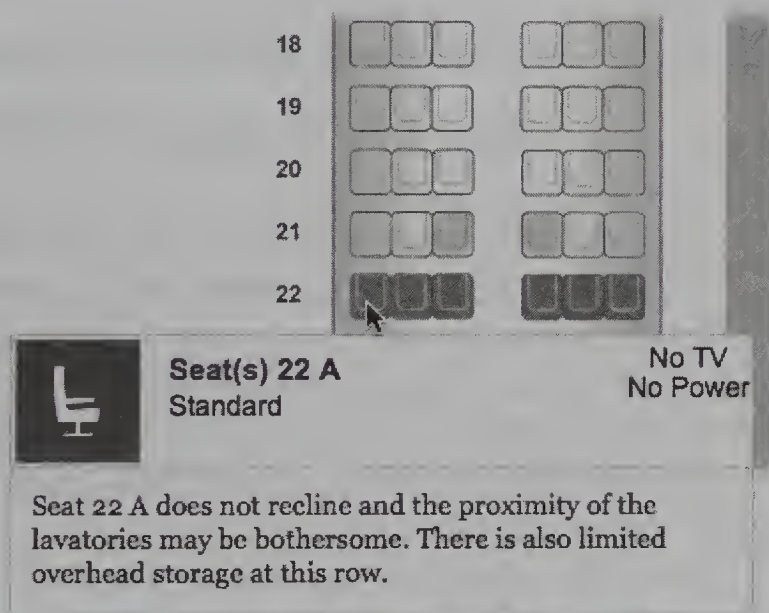 18
19
20
21
22
Seat(s) 22 A
Standard
No TV
No Power
Seat 22 A does not recline and the proximity of the
lavatories may be bothersome. There is also limited
overhead storage at this row.